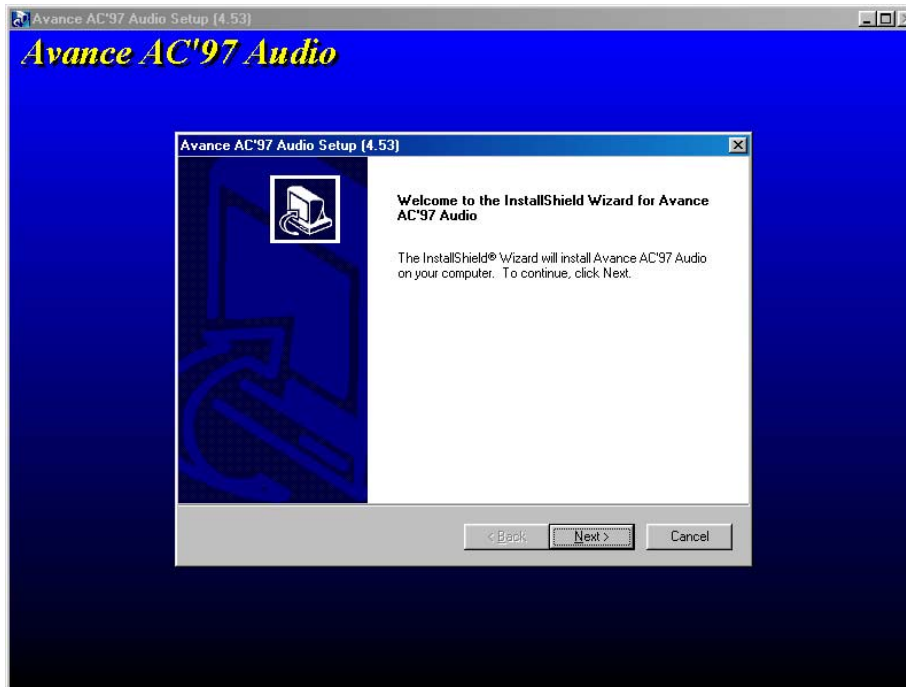 Avance AC'97 Audio Setup (4.53)
Avance AC'97 Audio
Avance AC'97 Audio Setup (4.53)
Welcome to the InstallShield Wizard for Avance
AC'97 Audio
The InstallShield® Wizard will install Avance AC'97 Audio
on your computer. To continue, click Next.
< Back Next > Cancel